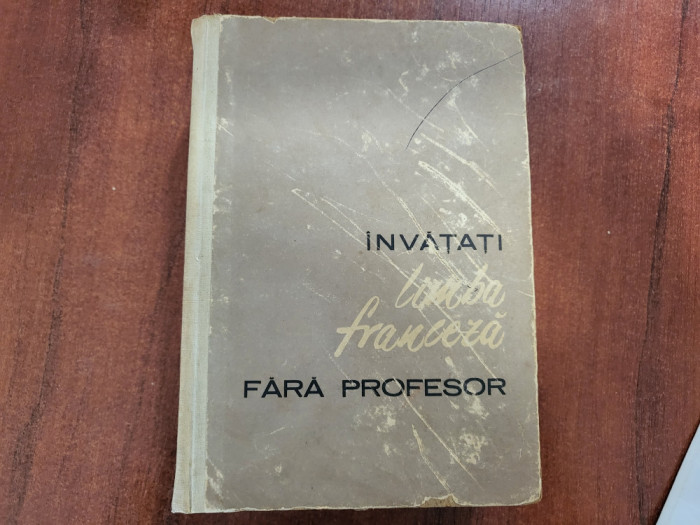 ÎNVĂȚAȚI
limba
franceză
FĂRĂ PROFESOR